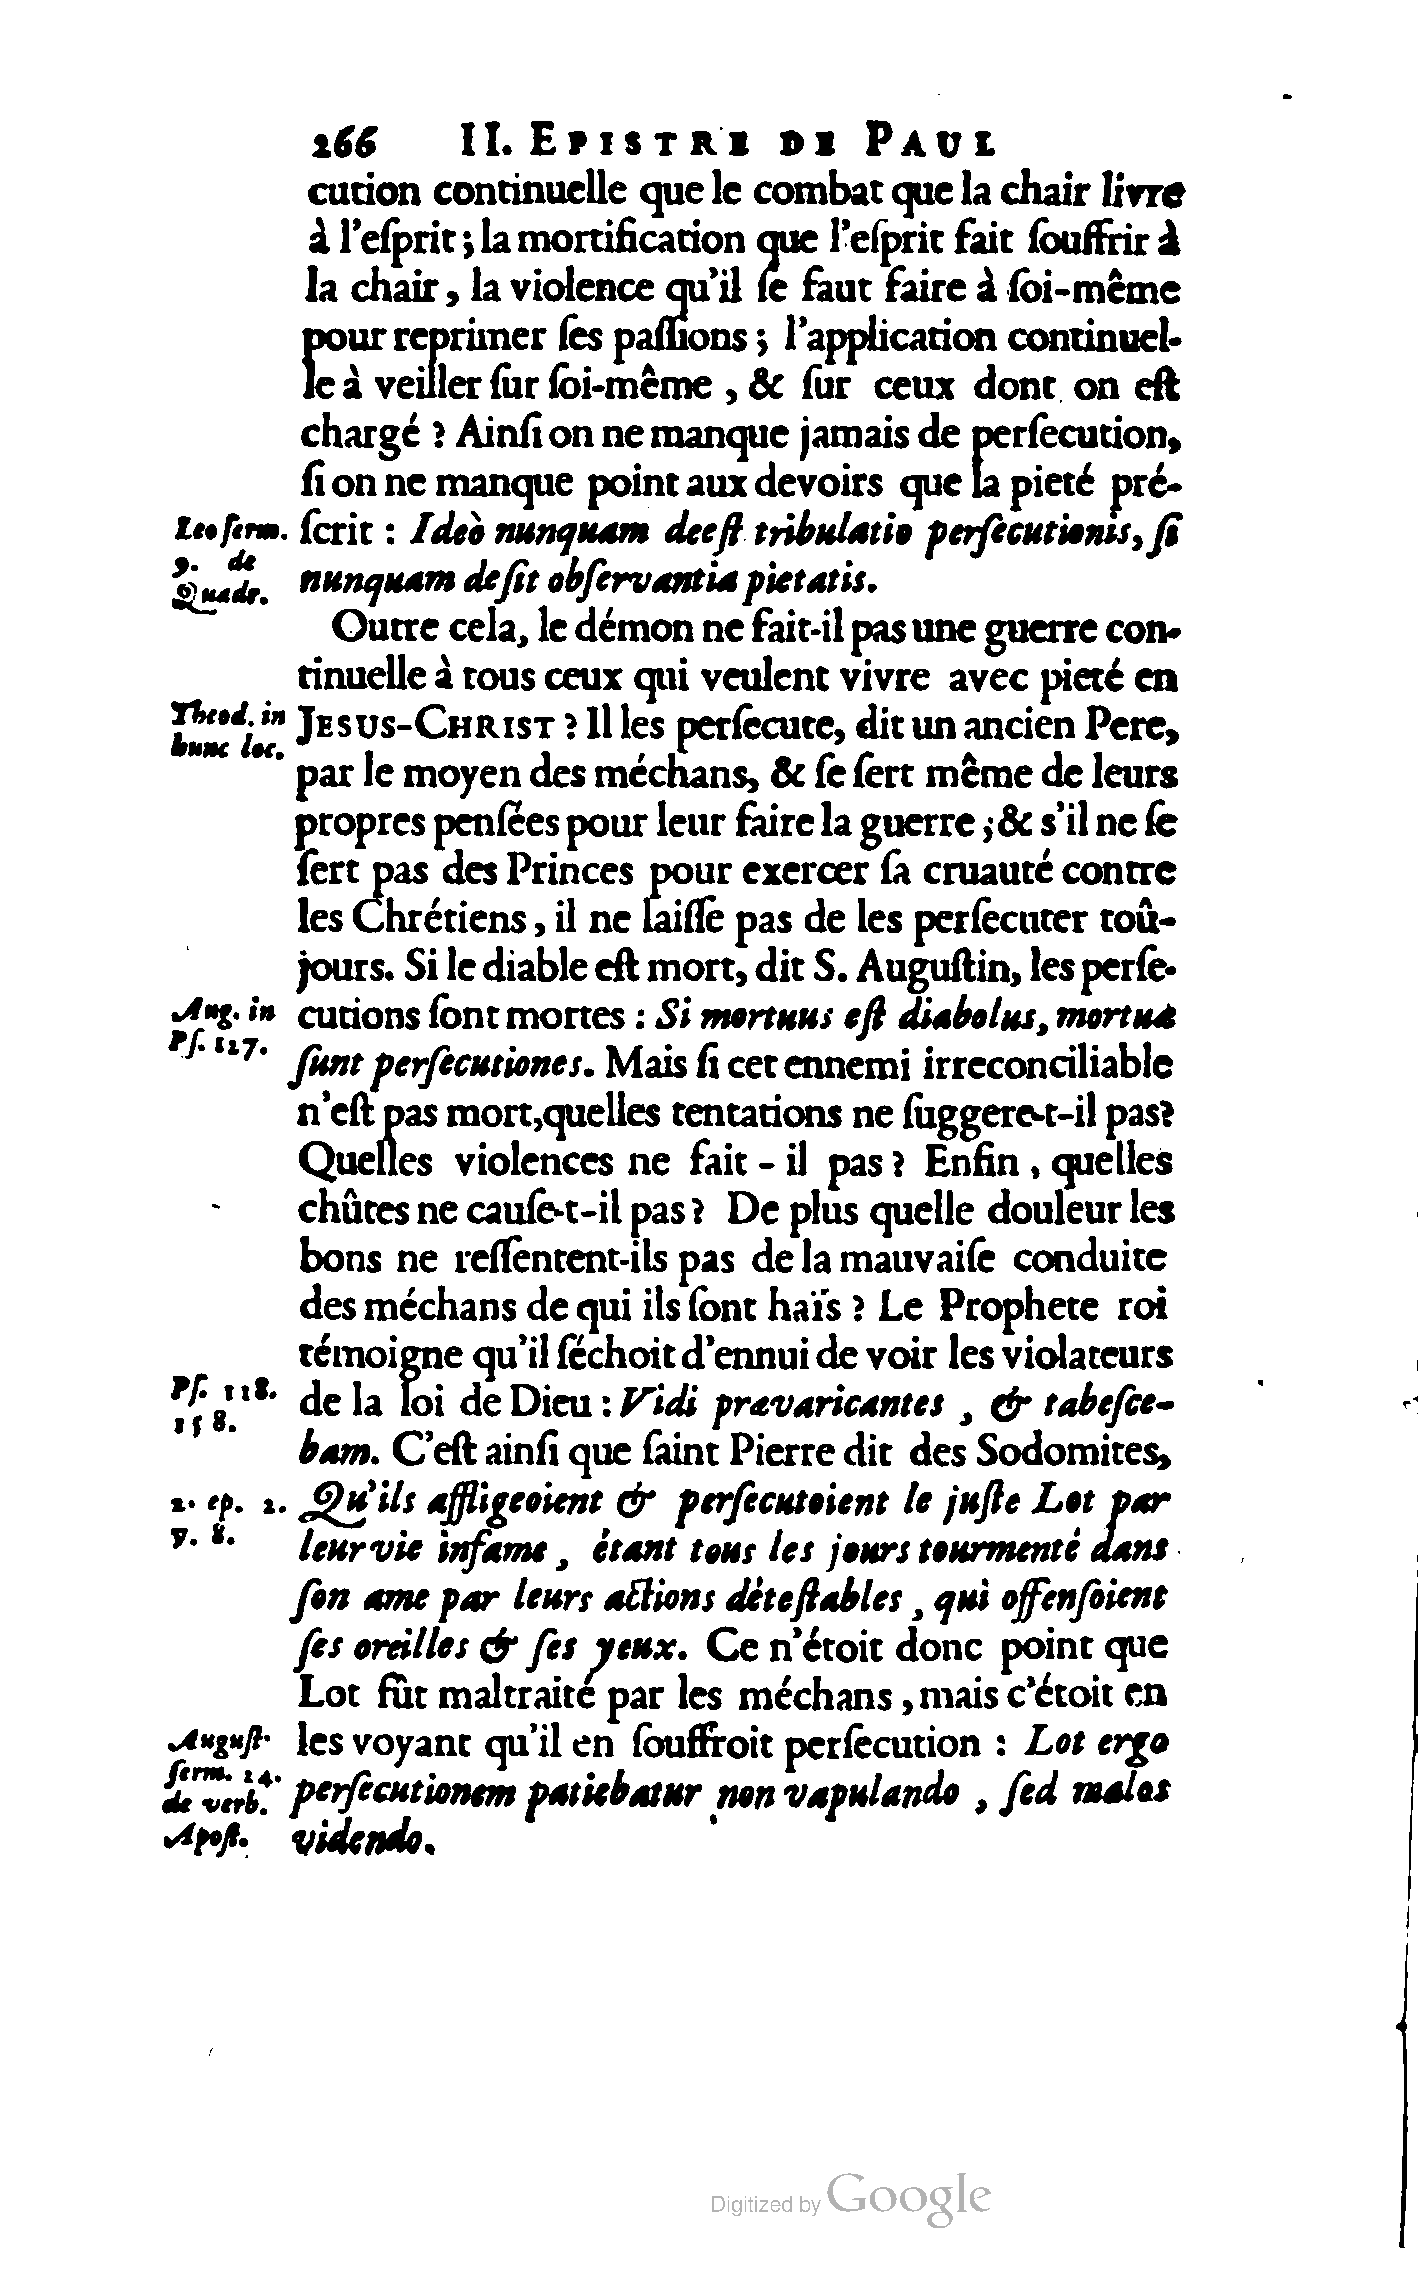 266 II. EPISTRE DE PAUL
cution continuelle que le combat que la chair livre
à l'eſprit ; la mortification que l'eſprit fait ſouffrir à
la chair, la violence qu'il ſe faut faire à ſoi-même
pour reprimer ſes paſſions ; l'application continuel-
le à veiller ſur ſoi-même, & ſur ceux dont on eſt
chargé ? Ainſi on ne manque jamais de perſecution,
ſi on ne manque point aux devoirs que la pieté pré-
Leo ſerm. ſcrit : Ideò nunquam deeſt tribulatio perſecutionis, ſi
9. de
Quadr. nunquam deſit obſervantia pietatis.
Outre cela, le démon ne fait-il pas une guerre con-
tinuelle à tous ceux qui veulent vivre avec pieté en
Theod. in JESUS-CHRIST ? Il les perſecute, dit un ancien Pere,
hunc loc.
par le moyen des méchans, & ſe ſert même de leurs
propres penſées pour leur faire la guerre ; & s'il ne ſe
ſert pas des Princes pour exercer ſa cruauté contre
les Chrétiens, il ne laiſſe pas de les perſecuter toû-
jours. Si le diable eſt mort, dit S. Auguſtin, les perſe-
Aug. in cutions ſont mortes : Si mortuus eſt diabolus, mortuæ
Pſ. 127. ſunt perſecutiones. Mais ſi cet ennemi irreconciliable
n'eſt pas mort, quelles tentations ne ſuggere-t-il pas?
Quelles violences ne fait-il pas ? Enfin, quelles
chûtes ne cauſe-t-il pas ? De plus quelle douleur les
bons ne reſſentent-ils pas de la mauvaiſe conduite
des méchans de qui ils ſont haïs ? Le Prophete roi
témoigne qu'il ſéchoit d'ennui de voir les violateurs
Pſ. 118. de la loi de Dieu : Vidi prævaricantes, & tabeſce-
158.
bam. C'eſt ainſi que ſaint Pierre dit des Sodomites,
2. ep. 2. Qu'ils affligeoient & perſecutoient le juſte Lot par
7. 8. leur vie infame, étant tous les jours tourmenté dans
ſon ame par leurs actions déteſtables, qui offenſoient
ſes oreilles & ſes yeux. Ce n'étoit donc point que
Lot fût maltraité par les méchans, mais c'étoit en
Auguſt. les voyant qu'il en ſouffroit perſecution : Lot ergo
ſerm. 24.
de verb. perſecutionem patiebatur non vapulando, ſed malos
Apoſt. videndo.
Digitized by Google